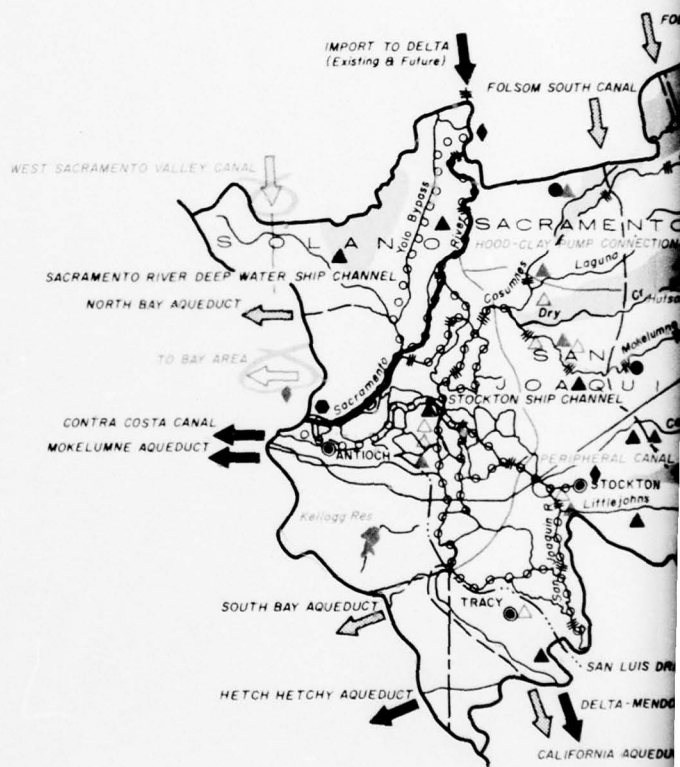 FOL
IMPORT TO DELTA
(Existing & Future)
FOLSOM SOUTH CANAL
WEST SACRAMENTO VALLEY CANAL
Yolo Bypass
River
SACRAMENTO
SOLANO
HOOD-CLAY PUMP CONNECTION
Laguna
SACRAMENTO RIVER DEEP WATER SHIP CHANNEL
Cosumnes
NORTH BAY AQUEDUCT
Dry
Cr
Hutso
SAN
Mokelumne
TO BAY AREA
JOAQUI
Sacramento
STOCKTON SHIP CHANNEL
CONTRA COSTA CANAL
MOKELUMNE AQUEDUCT
ANTIOCH
PERIPHERAL CANAL
STOCKTON
Littlejohns
Kellogg Res
San Joaquin R
SOUTH BAY AQUEDUCT
TRACY
SAN LUIS DR
HETCH HETCHY AQUEDUCT
DELTA-MENDO
CALIFORNIA AQUEDU